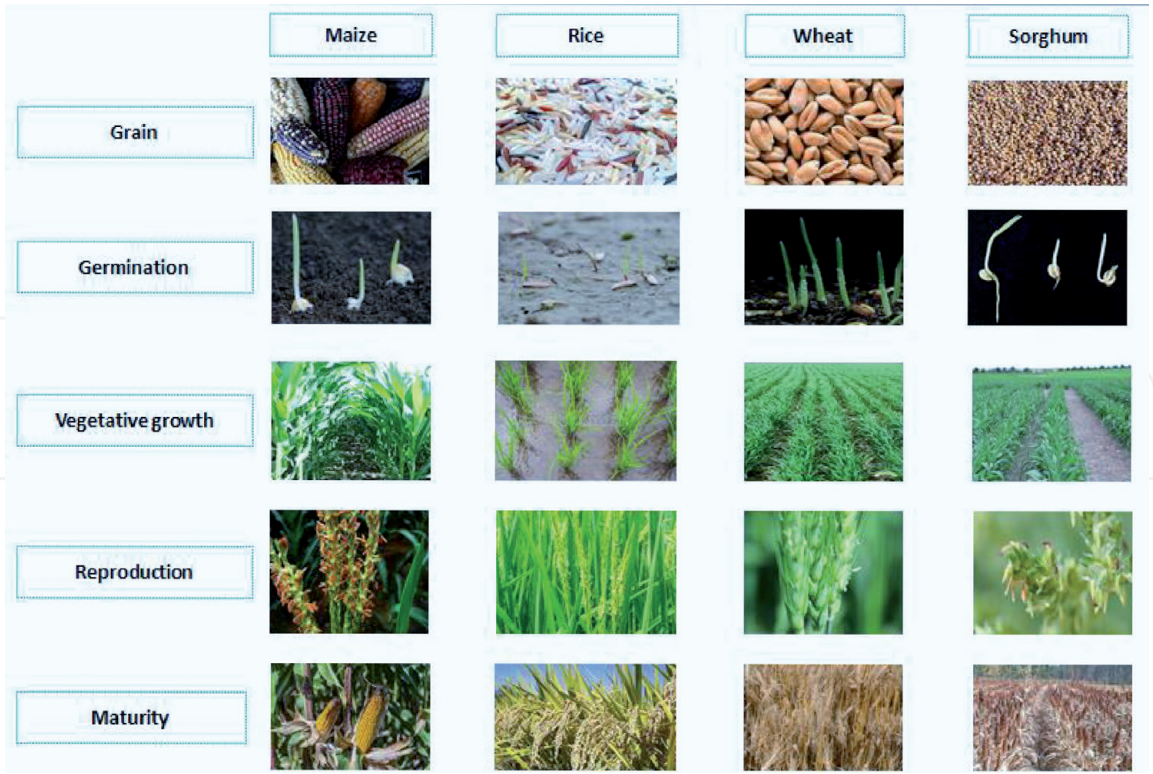 Maize
Rice
Wheat
Sorghum
Grain
Germination
Vegetative growth
Reproduction
Maturity